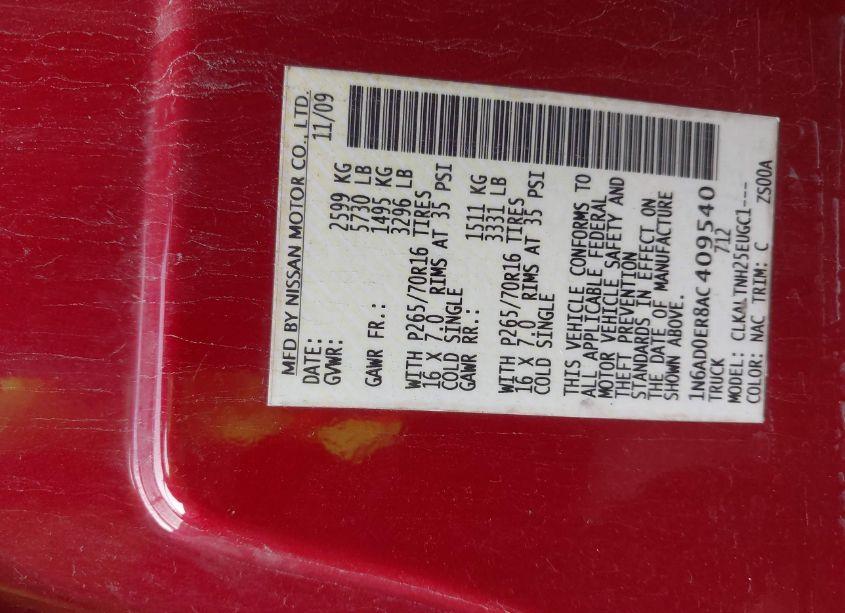 MFD BY NISSAN MOTOR CO., LTD.
DATE: 11/09
GVWR: 2599 KG
5730 LB
GAWR FR.: 1495 KG
3296 LB
WITH P265/70R16 TIRES
16 X 7.0 RIMS AT 35 PSI
COLD SINGLE
GAWR RR.: 1511 KG
3331 LB
WITH P265/70R16 TIRES
16 X 7.0 RIMS AT 35 PSI
COLD SINGLE
THIS VEHICLE CONFORMS TO
ALL APPLICABLE FEDERAL
MOTOR VEHICLE SAFETY AND
THEFT PREVENTION
STANDARDS IN EFFECT ON
THE DATE OF MANUFACTURE
SHOWN ABOVE.
1N6AD0ER8AC 409540
TRUCK 712
MODEL: CLKALTNH25EUGC1---
COLOR: NAC TRIM: C ZS00A